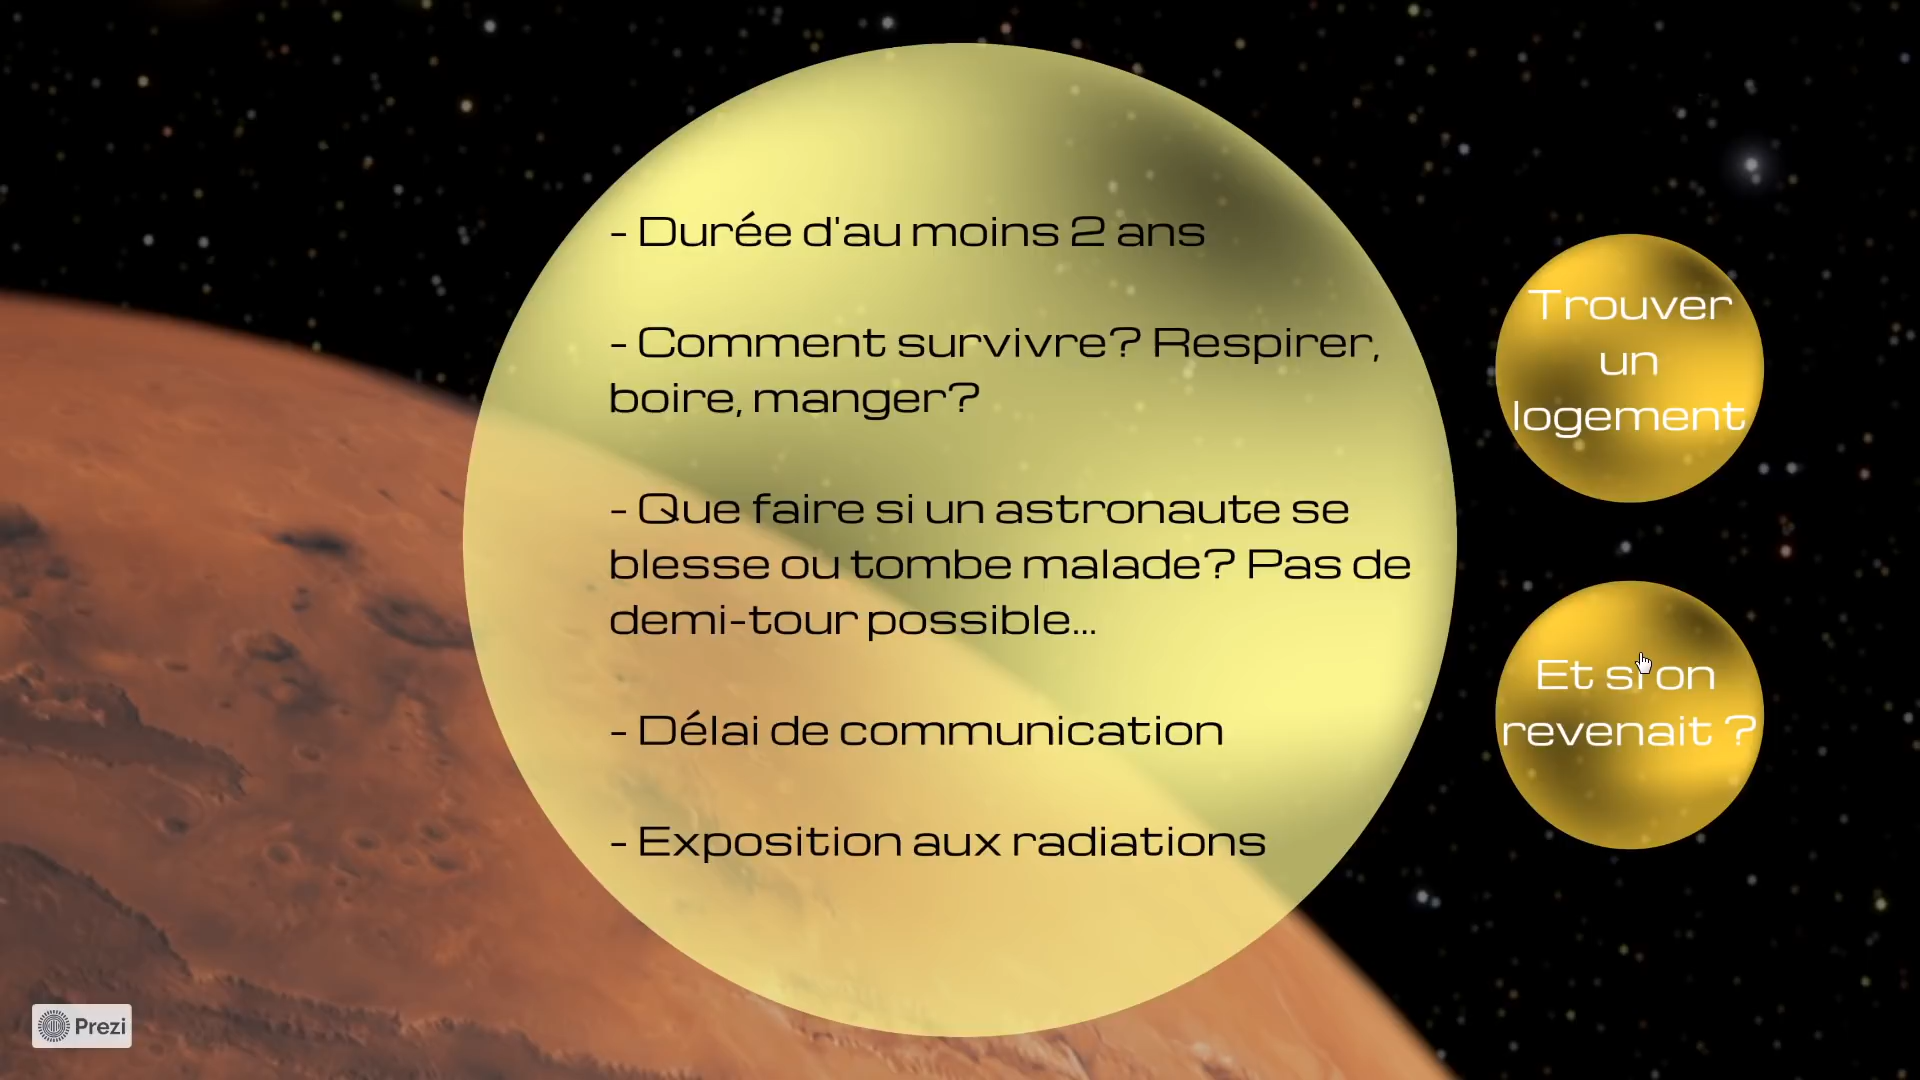 - Durée d'au moins 2 ans
- Comment survivre? Respirer,
boire, manger?
- Que faire si un astronaute se
blesse ou tombe malade? Pas de
demi-tour possible...
- Délai de communication
- Exposition aux radiations
Trouver
un
logement
Et si on
revenait ?
Prezi